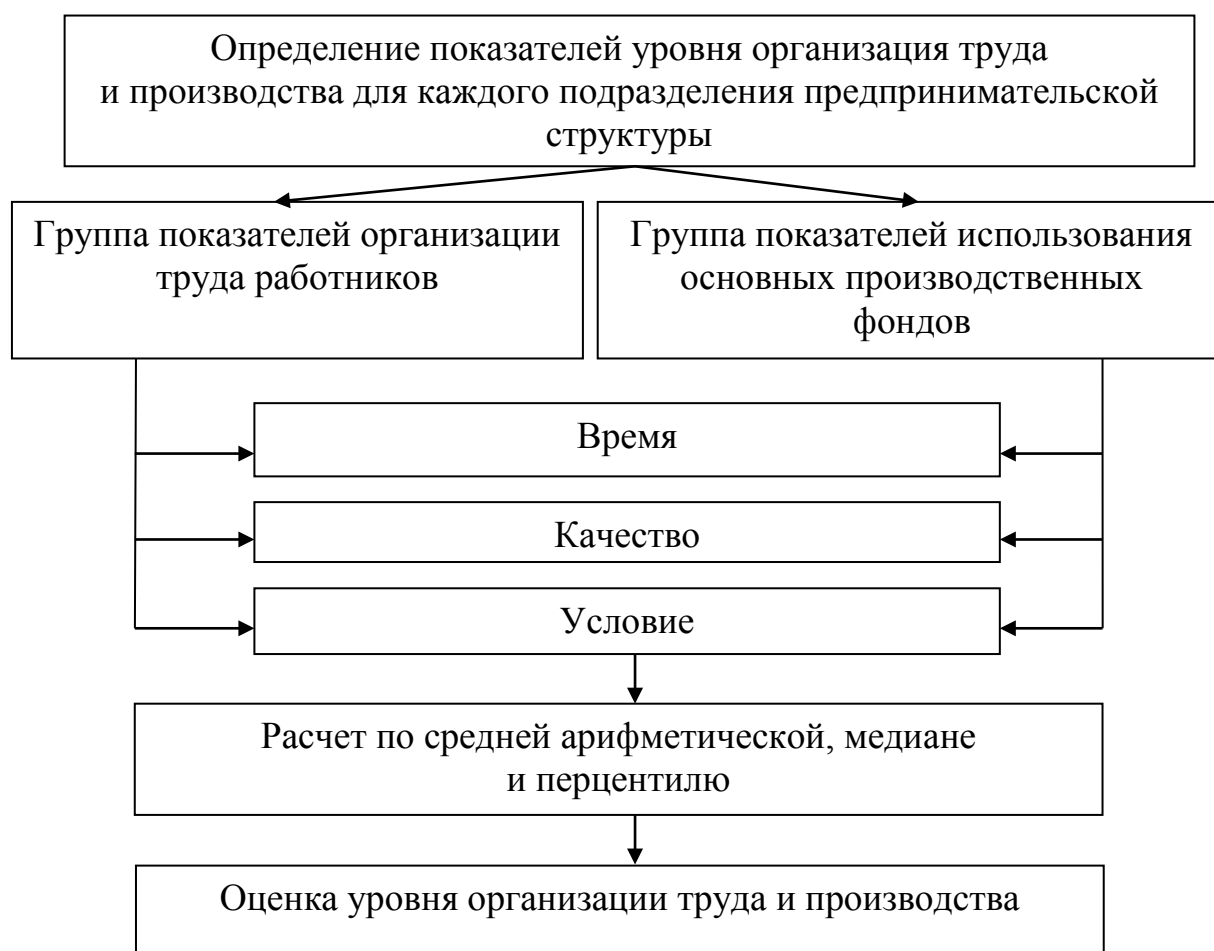 Определение показателей уровня организация труда
и производства для каждого подразделения предпринимательской
структуры
Группа показателей организации
труда работников
Группа показателей использования
основных производственных
фондов
Время
Качество
Условие
Расчет по средней арифметической, медиане
и перцентилю
Оценка уровня организации труда и производства